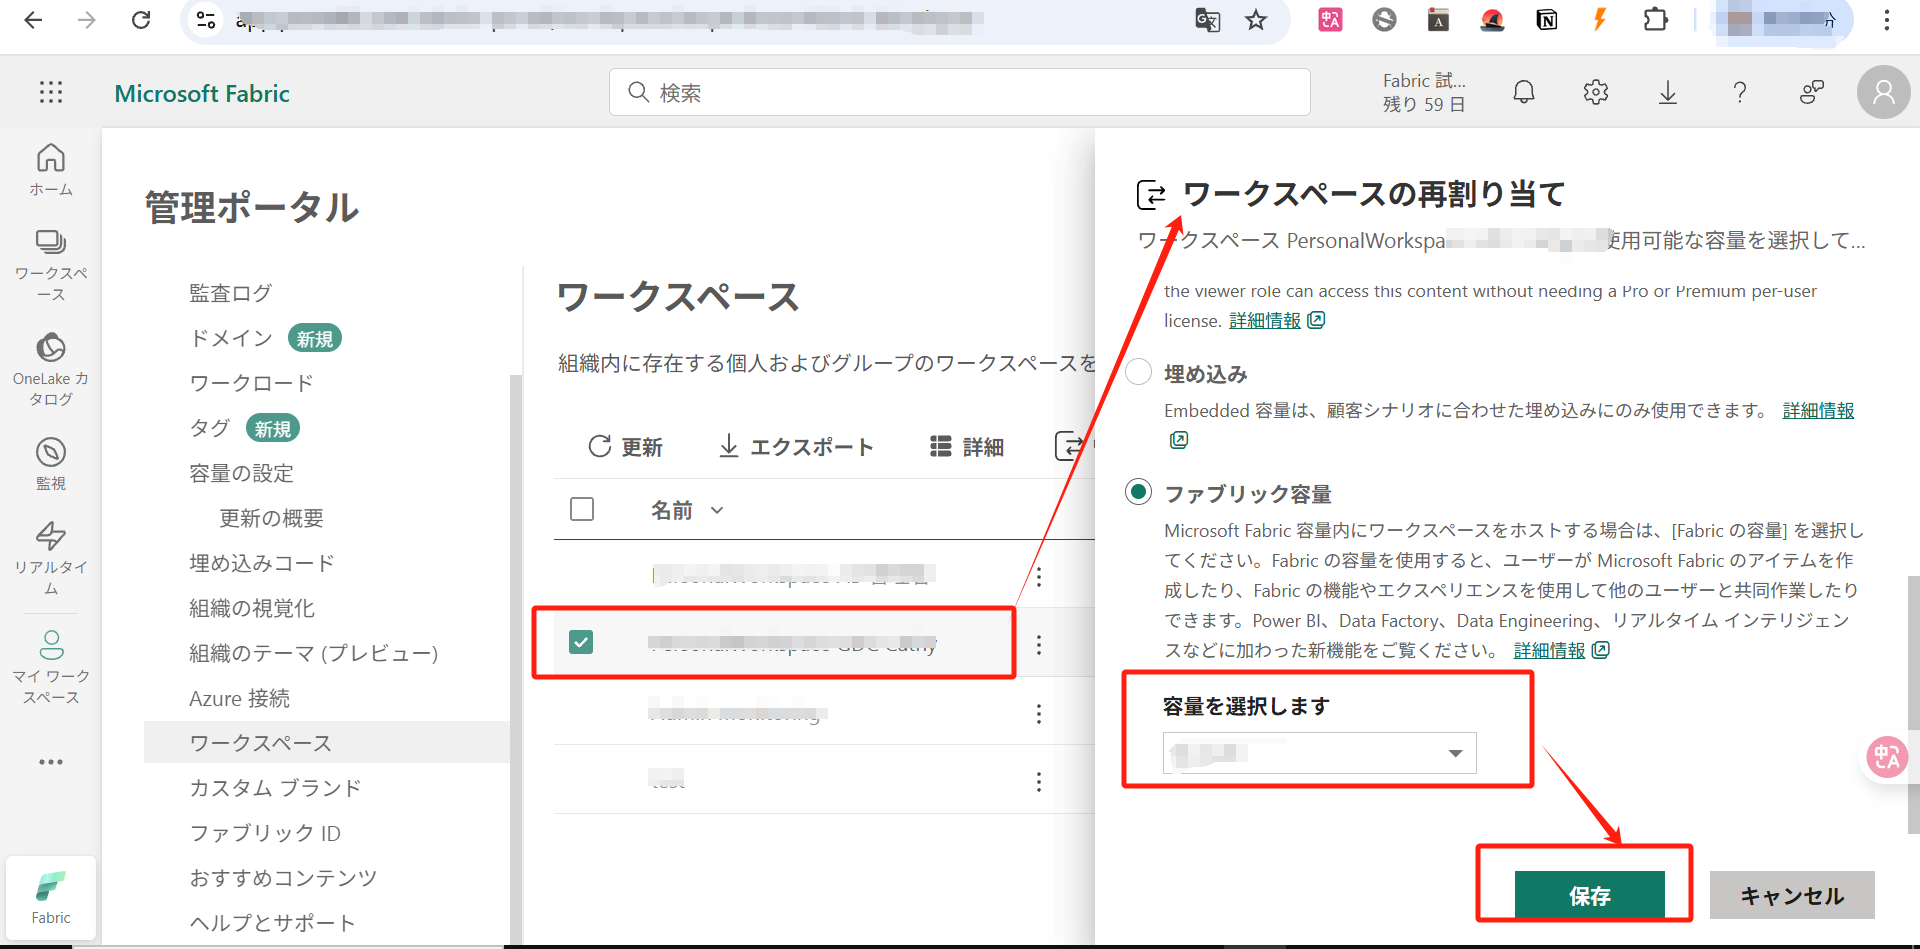 Microsoft Fabric
検索
Fabric 試...
残り 59 日
ホーム
ワークスペ
ース
OneLake カ
タログ
監視
リアルタイ
ム
マイ ワーク
スペース
Fabric
管理ポータル
監査ログ
ドメイン 新規
ワークロード
タグ 新規
容量の設定
更新の概要
埋め込みコード
組織の視覚化
組織のテーマ (プレビュー)
Azure 接続
ワークスペース
カスタム ブランド
ファブリック ID
おすすめコンテンツ
ヘルプとサポート
ワークスペース
組織内に存在する個人およびグループのワークスペースを
更新 エクスポート 詳細
名前
ワークスペースの再割り当て
ワークスペース PersonalWorkspa 使用可能な容量を選択して...
the viewer role can access this content without needing a Pro or Premium per-user
license. 詳細情報
埋め込み
Embedded 容量は、顧客シナリオに合わせた埋め込みにのみ使用できます。 詳細情報
ファブリック容量
Microsoft Fabric 容量内にワークスペースをホストする場合は、[Fabric の容量] を選択し
てください。Fabric の容量を使用すると、ユーザーが Microsoft Fabric のアイテムを作
成したり、Fabric の機能やエクスペリエンスを使用して他のユーザーと共同作業したり
できます。Power BI、Data Factory、Data Engineering、リアルタイム インテリジェン
スなどに加わった新機能をご覧ください。 詳細情報
容量を選択します
保存 キャンセル